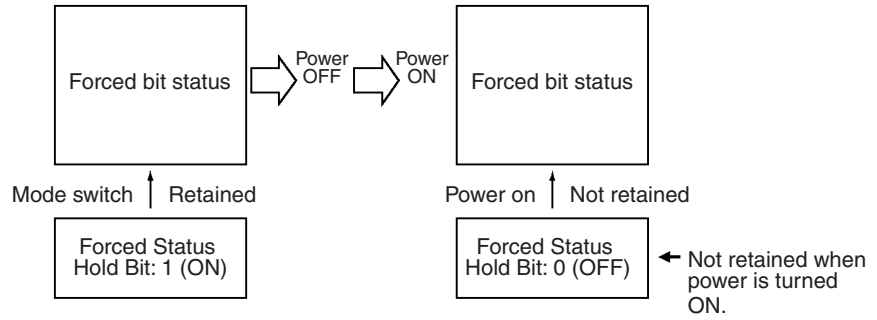 Forced bit status
Power
OFF
Power
ON
Forced bit status
Mode switch
Retained
Power on
Not retained
Forced Status
Hold Bit: 1 (ON)
Forced Status
Hold Bit: 0 (OFF)
Not retained when
power is turned
ON.